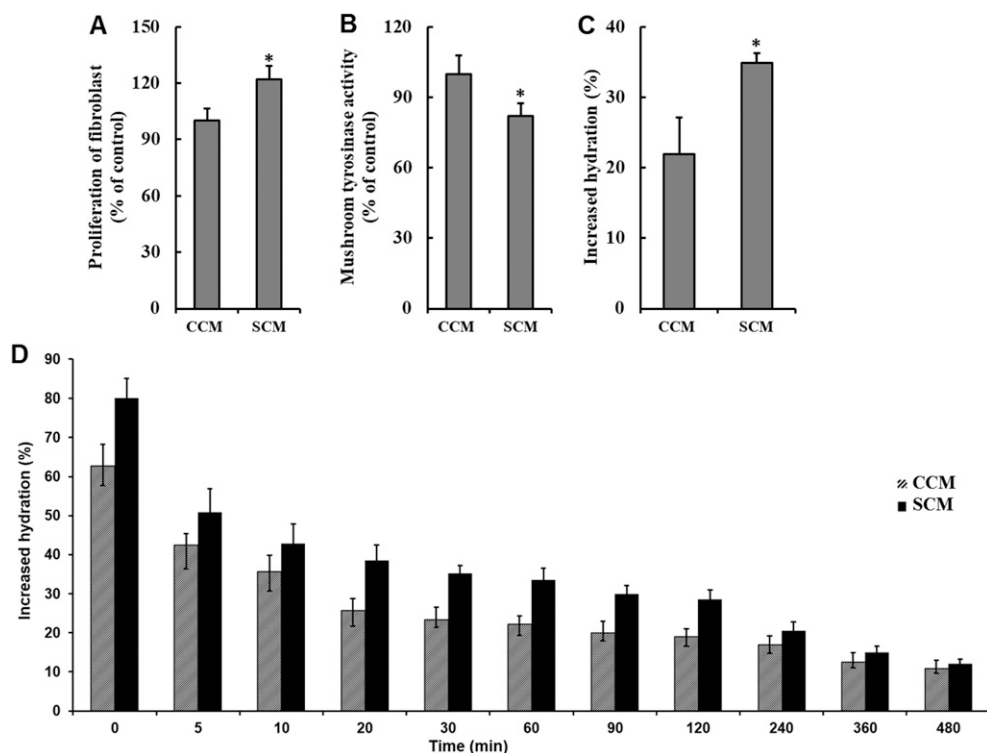 A
Proliferation of fibroblast
(% of control)
150
120
90
60
30
0
*
CCM
SCM
B
Mushroom tyrosinase activity
(% of control)
120
90
60
30
0
*
CCM
SCM
C
Increased hydration (%)
40
30
20
10
0
*
CCM
SCM
D
Increased hydration (%)
90
80
70
60
50
40
30
20
10
0
CCM
SCM
0 5 10 20 30 60 90 120 240 360 480
Time (min)